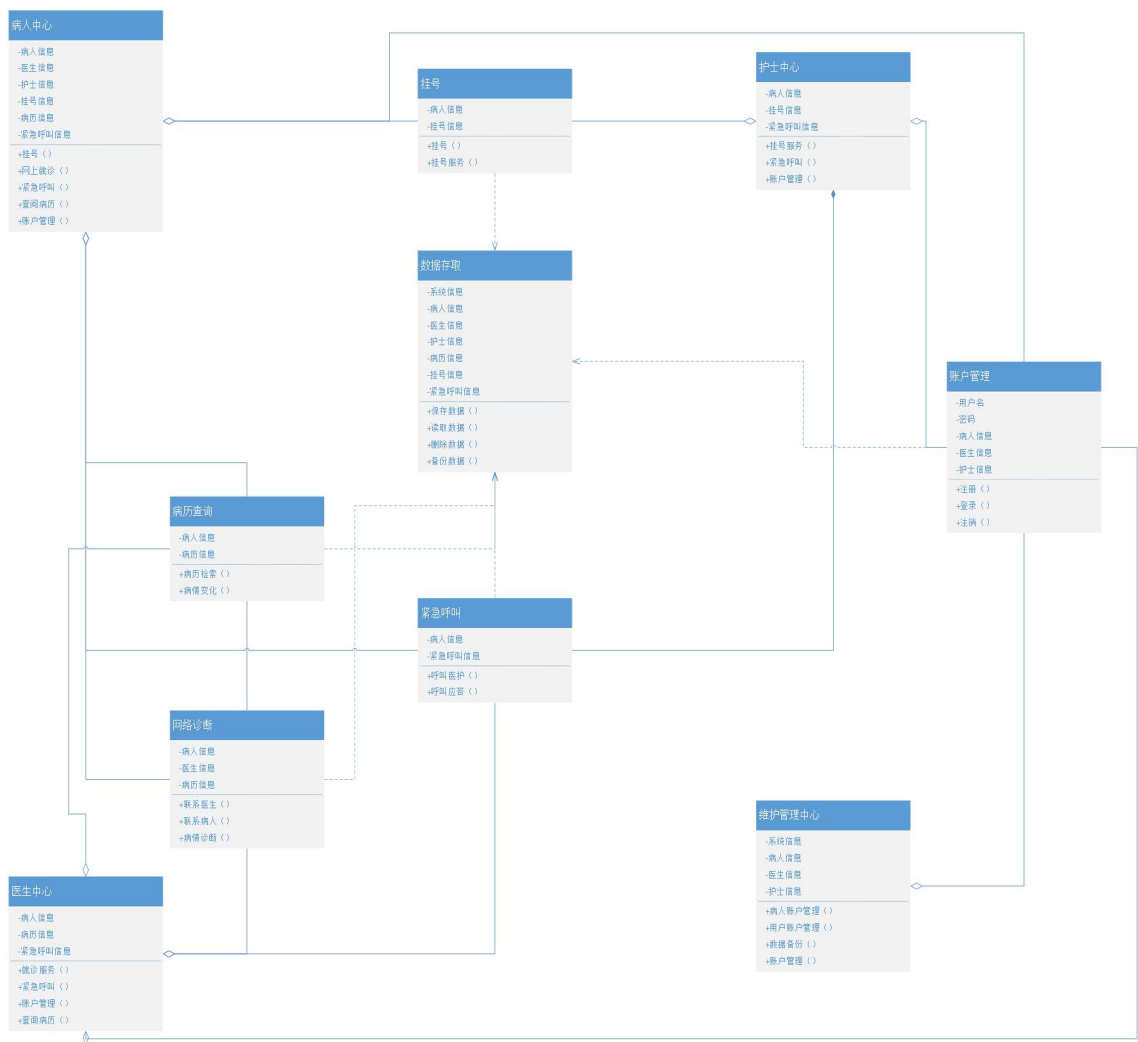 病人中心
-病人信息
-医生信息
-护士信息
-挂号信息
-病历信息
-紧急呼叫信息
+挂号（）
+网上就诊（）
+紧急呼叫（）
+查阅病历（）
+账户管理（）
挂号
-病人信息
-挂号信息
+挂号（）
+挂号服务（）
护士中心
-病人信息
-挂号信息
-紧急呼叫信息
+挂号服务（）
+紧急呼叫（）
+账户管理（）
数据存取
-系统信息
-病人信息
-医生信息
-护士信息
-病历信息
-挂号信息
-紧急呼叫信息
+保存数据（）
+读取数据（）
+删除数据（）
+备份数据（）
账户管理
-用户名
-密码
-病人信息
-医生信息
-护士信息
+注册（）
+登录（）
+注销（）
病历查询
-病人信息
-病历信息
+病历检索（）
+病情变化（）
紧急呼叫
-病人信息
-紧急呼叫信息
+呼叫医护（）
+呼叫应答（）
网络诊断
-病人信息
-医生信息
-病历信息
+联系医生（）
+联系病人（）
+病情诊断（）
维护管理中心
-系统信息
-病人信息
-医生信息
-护士信息
+病人账户管理（）
+用户账户管理（）
+数据备份（）
+账户管理（）
医生中心
-病人信息
-病历信息
-紧急呼叫信息
+就诊服务（）
+紧急呼叫（）
+账户管理（）
+查询病历（）